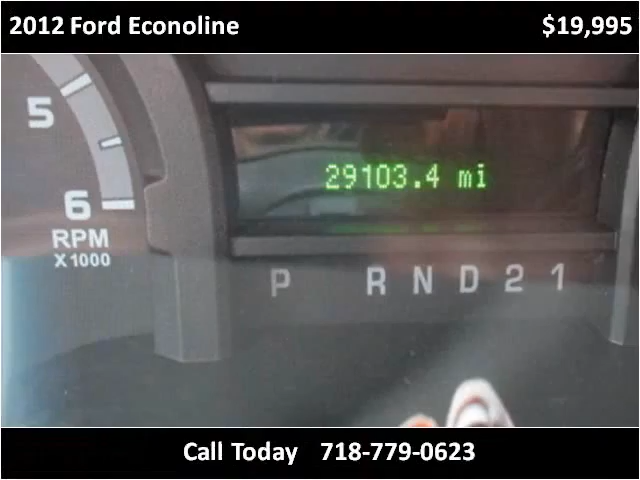 2012 Ford Econoline $19,995
5
29103.4 mi
6
RPM
X1000
P R N D 2 1
Call Today 718-779-0623